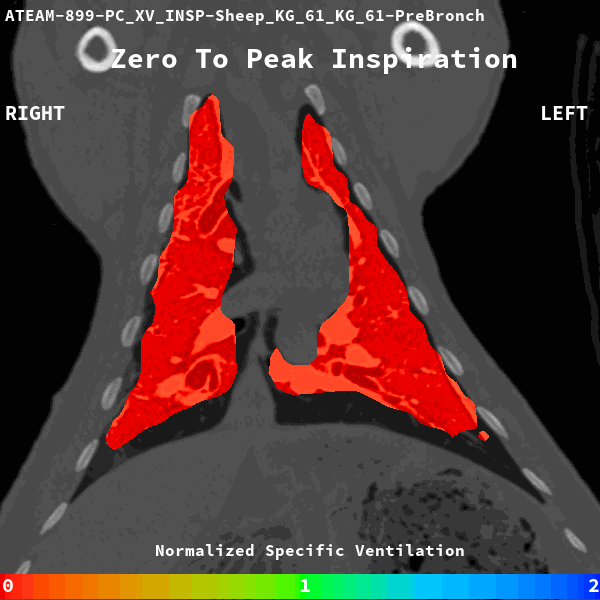 ATEAM-899-PC_XV_INSP-Sheep_KG_61_KG_61-PreBronch
Zero To Peak Inspiration
RIGHT LEFT
Normalized Specific Ventilation
0 1 2